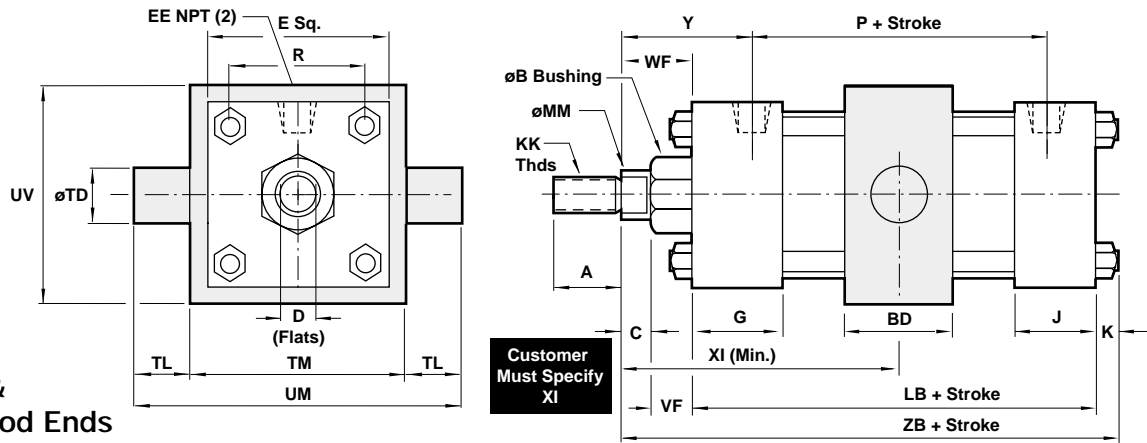 EE NPT (2)
E Sq.
R
UV
øTD
D
(Flats)
TL
TM
TL
UM
&
od Ends
Y
P + Stroke
WF
øB Bushing
øMM
KK
Thds
A
C
G
BD
J
K
Customer
Must Specify
XI
XI (Min.)
VF
LB + Stroke
ZB + Stroke